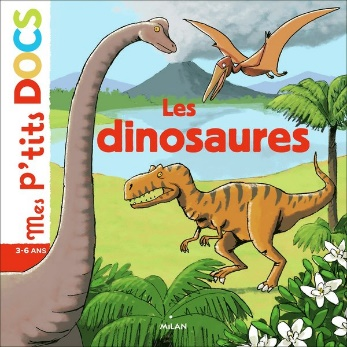 Mes p'tits DOCS
3-6 ANS
Les
dinosaures
MILAN